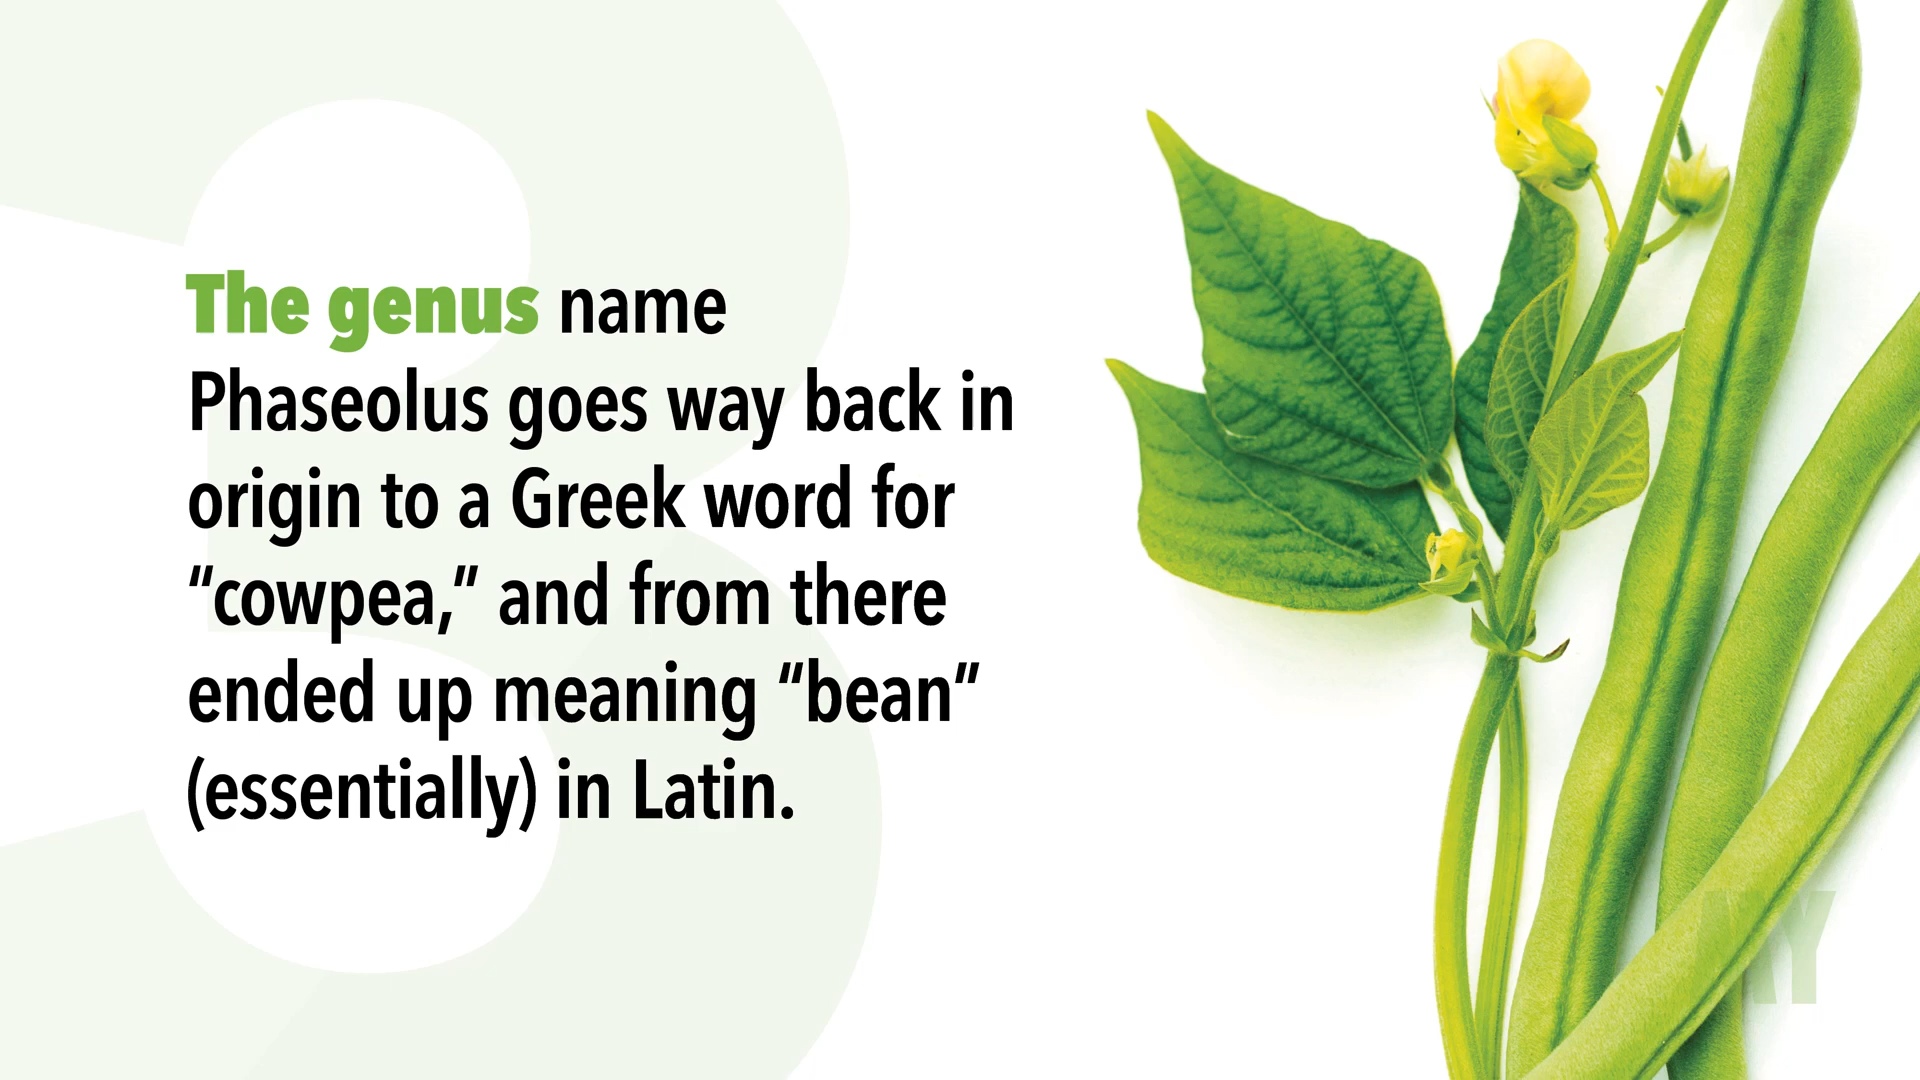 The genus name
Phaseolus goes way back in
origin to a Greek word for
“cowpea,” and from there
ended up meaning “bean”
(essentially) in Latin.
3